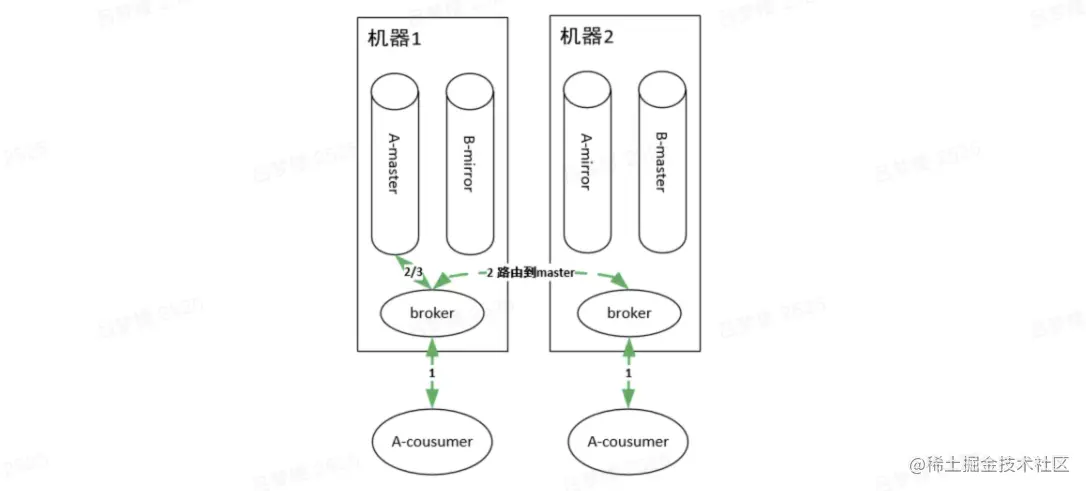 机器1
机器2
A-master
B-mirror
A-mirror
B-master
2/3
2 路由到master
broker
broker
1
1
A-cousumer
A-cousumer
@稀土掘金技术社区